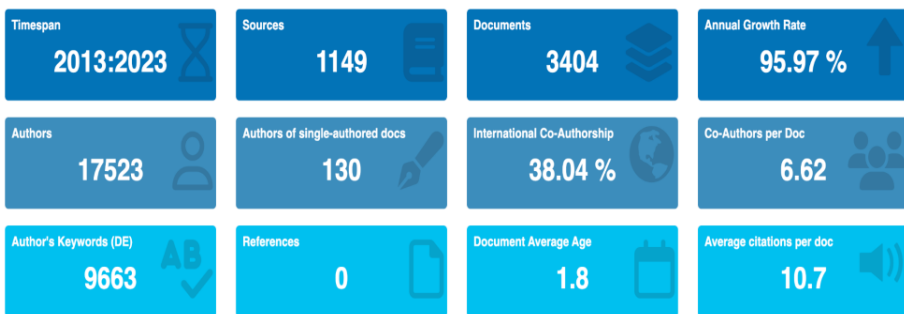 Timespan
2013:2023
Sources
1149
Documents
3404
Annual Growth Rate
95.97 %
Authors
17523
Authors of single-authored docs
130
International Co-Authorship
38.04 %
Co-Authors per Doc
6.62
Author's Keywords (DE)
9663
AB
References
0
Document Average Age
1.8
Average citations per doc
10.7